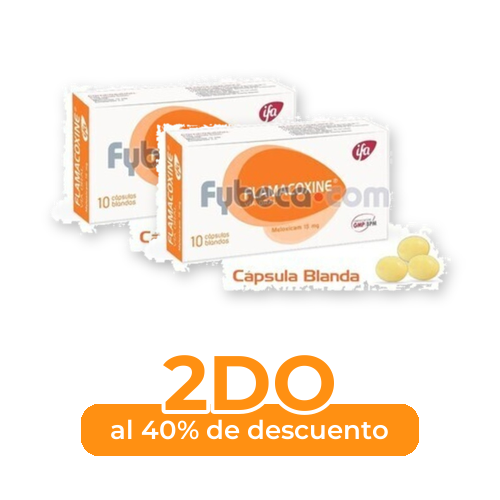 ifa
FLAMACOXINE®
10 cápsulas
blandas
ifa
Fybeca.com
FLAMACOXINE®
Meloxicam 15 mg
10 cápsulas
blandas
GMP
Cápsula Blanda
2DO
al 40% de descuento